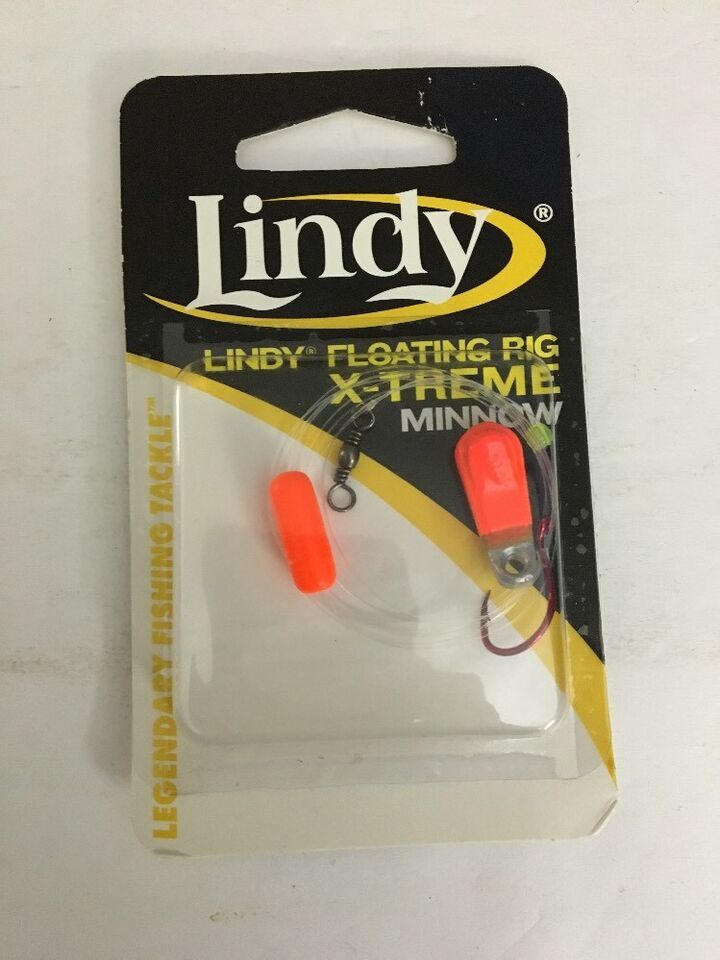 Lindy®
LINDY® FLOATING RIG
X-TREME
MINNOW
LEGENDARY FISHING TACKLE™